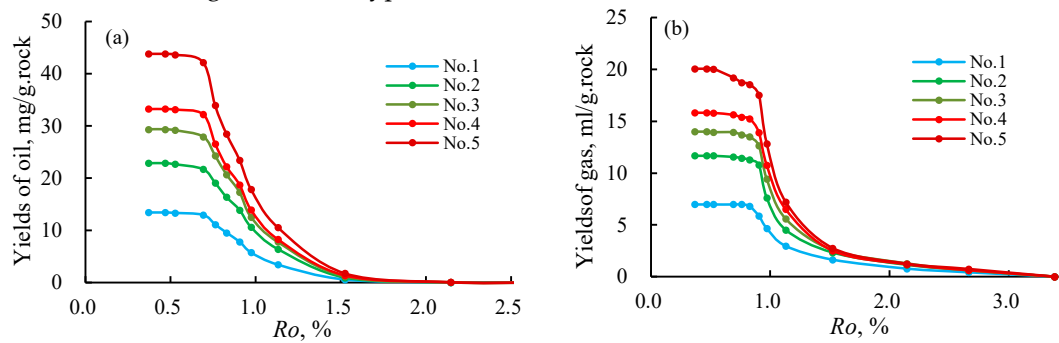 (a)
Yields of oil, mg/g.rock
50
40
30
20
10
0
0.0 0.5 1.0 1.5 2.0 2.5
Ro, %
No.1
No.2
No.3
No.4
No.5
(b)
Yieldsof gas, ml/g.rock
25
20
15
10
5
0
0.0 1.0 2.0 3.0
Ro, %
No.1
No.2
No.3
No.4
No.5